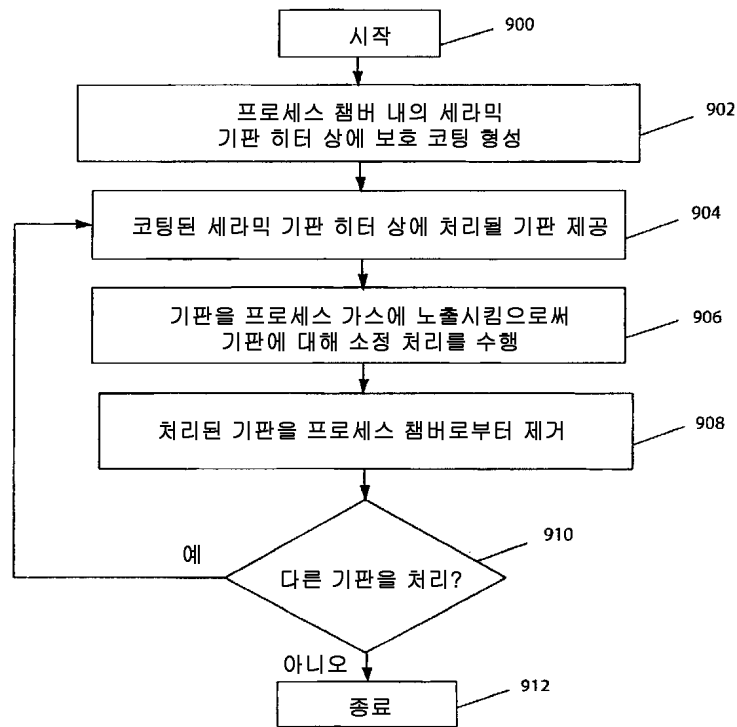 시작
900
프로세스 챔버 내의 세라믹
기판 히터 상에 보호 코팅 형성
902
코팅된 세라믹 기판 히터 상에 처리될 기판 제공
904
기판을 프로세스 가스에 노출시킴으로써
기판에 대해 소정 처리를 수행
906
처리된 기판을 프로세스 챔버로부터 제거
908
예
910
다른 기판을 처리?
아니오
종료
912